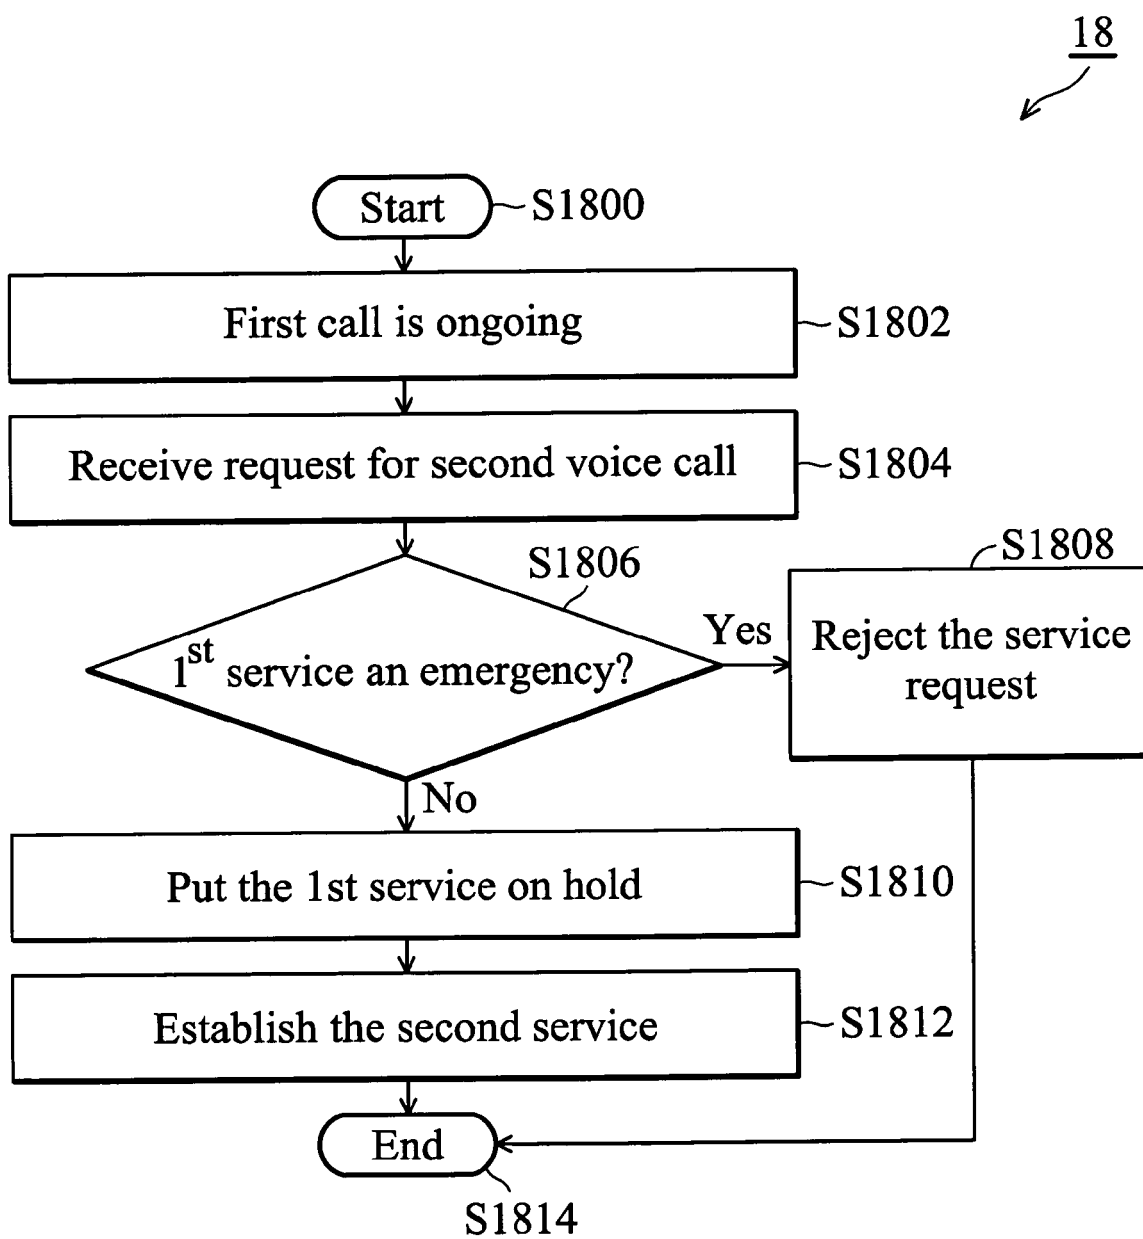 18
Start
S1800
First call is ongoing
S1802
Receive request for second voice call
S1804
S1806
1st service an emergency?
Yes
S1808
Reject the service
request
No
Put the 1st service on hold
S1810
Establish the second service
S1812
End
S1814